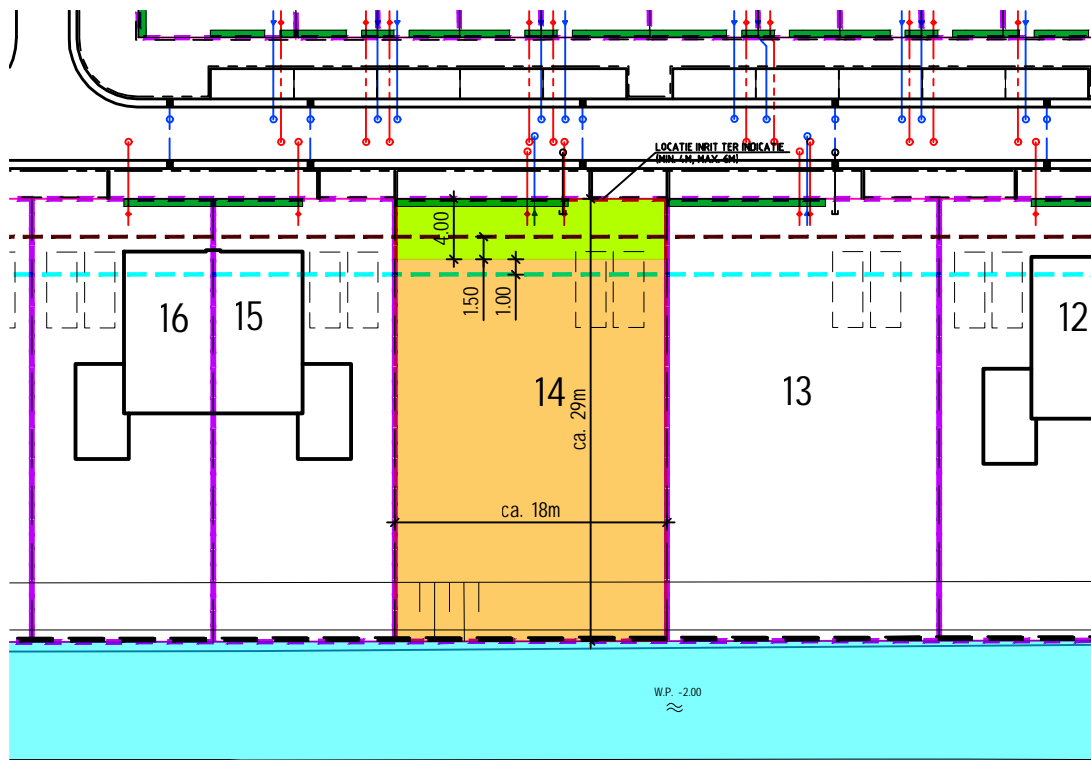 LOCATIE INRIT TER INDICATIE
(MIN. 4M, MAX. 6M)
4.00
1.50
1.00
16
15
14
13
12
ca. 29m
ca. 18m
W.P. -2.00